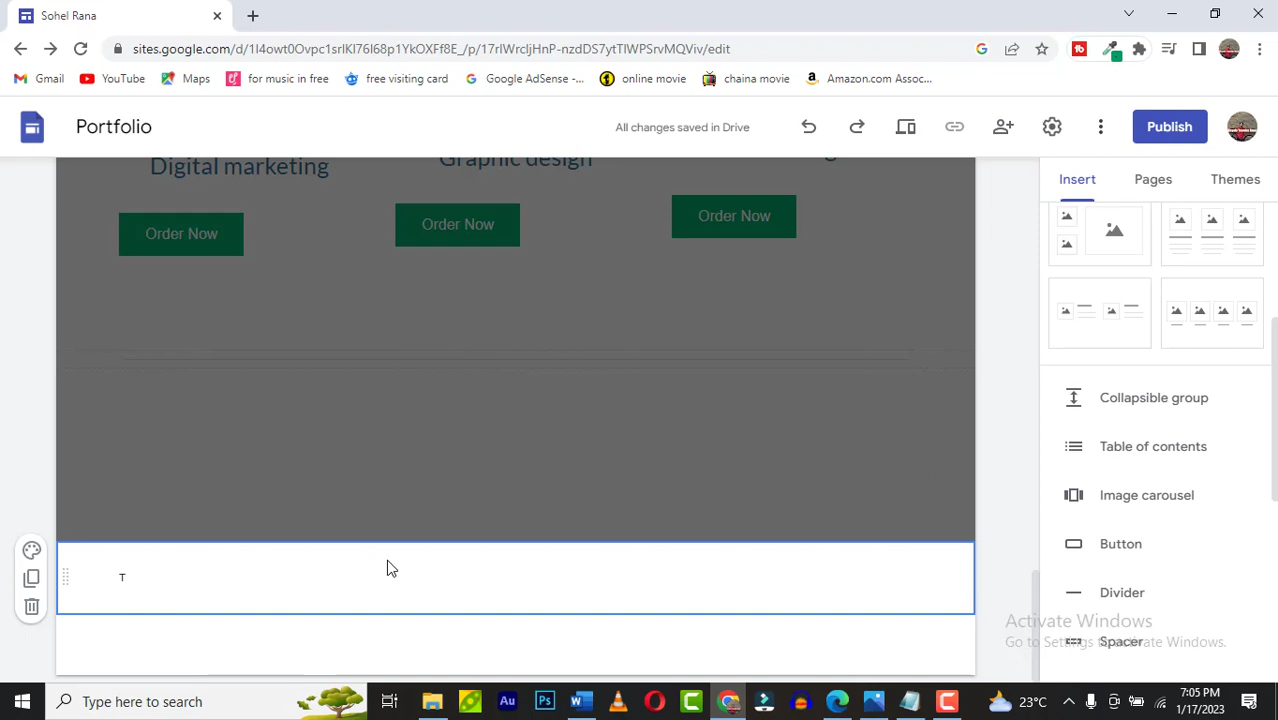 Sohel Rana
sites.google.com/d/1l4owt0Ovpc1srlKI76l68p1YkOXFf8E_/p/17rlWrcljHnP-nzdDS7ytTlWPSrvMQViv/edit
Gmail
YouTube
Maps
for music in free
free visiting card
Google AdSense -...
online movie
chaina movie
Amazon.com Assoc...
Portfolio
All changes saved in Drive
Publish
Insert
Pages
Themes
Digital marketing
Graphic design
Order Now
Order Now
Order Now
Collapsible group
Table of contents
Image carousel
Button
Divider
Spacer
T
Activate Windows
Go to Settings to activate Windows.
Type here to search
23°C
7:05 PM
1/17/2023